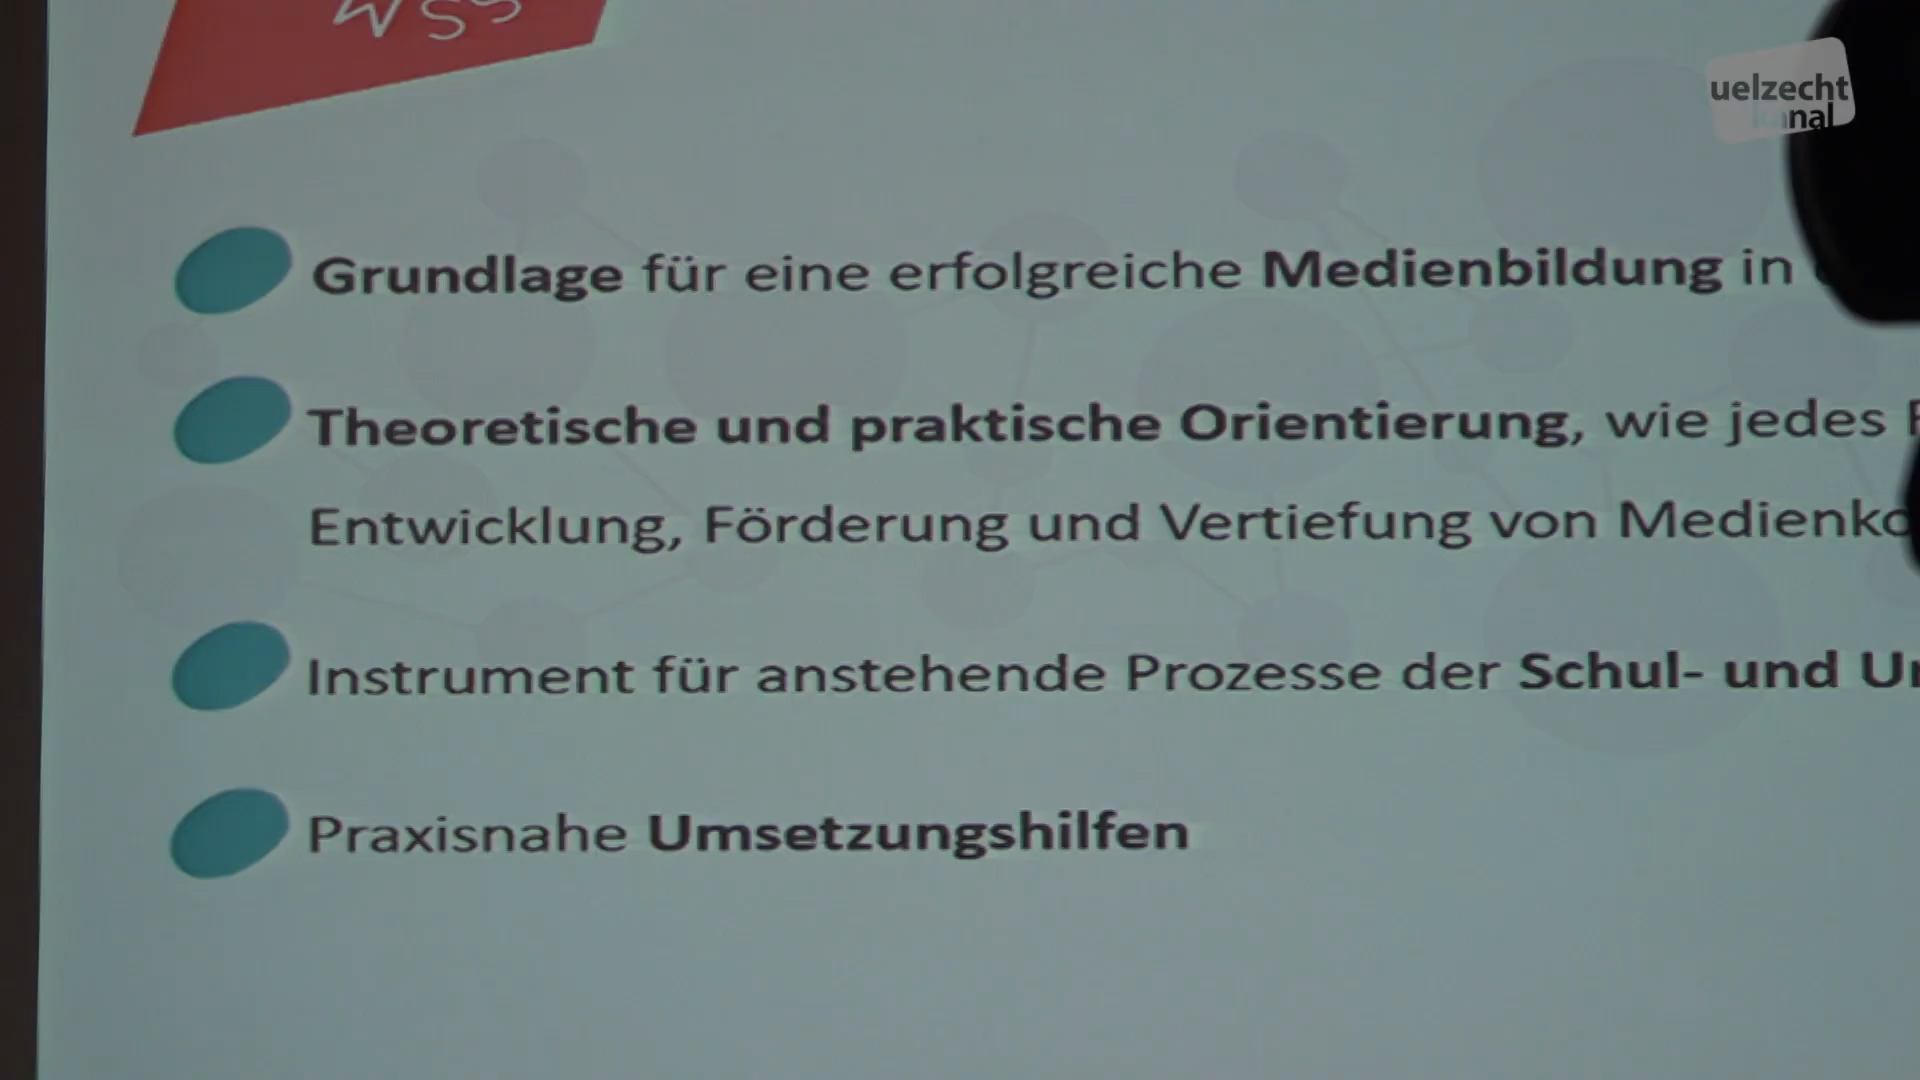 uelzecht
kanal
Grundlage für eine erfolgreiche Medienbildung in
Theoretische und praktische Orientierung, wie jedes
Entwicklung, Förderung und Vertiefung von
Instrument für anstehende Prozesse der Schul- und
Praxisnahe Umsetzungshilfen